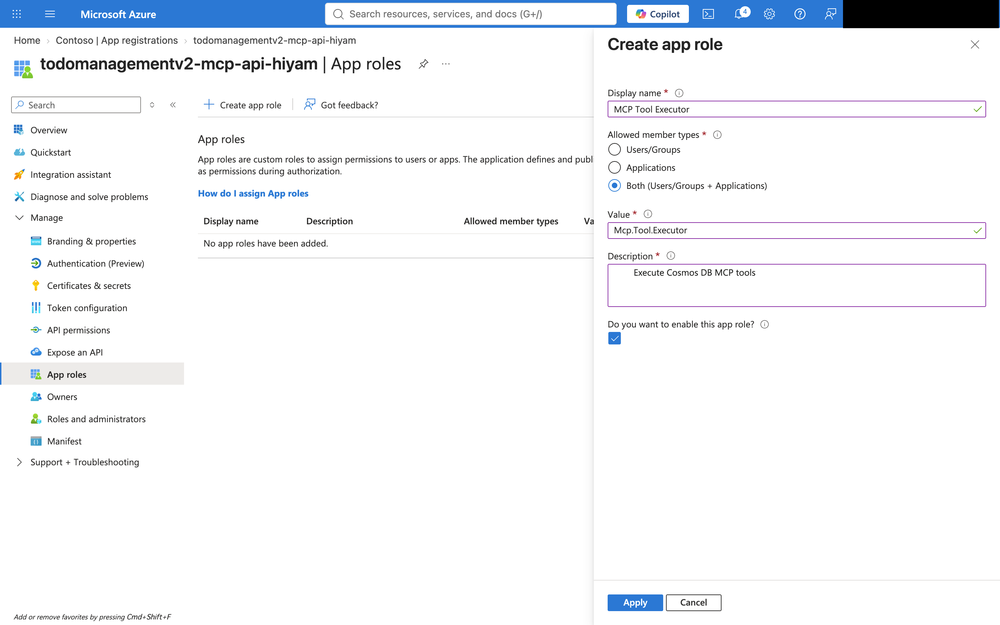 Microsoft Azure
Search resources, services, and docs (G+/)
Copilot
4
Home > Contoso | App registrations > todomanagementv2-mcp-api-hiyam
todomanagementv2-mcp-api-hiyam | App roles
Search
Overview
Quickstart
Integration assistant
Diagnose and solve problems
Manage
Branding & properties
Authentication (Preview)
Certificates & secrets
Token configuration
API permissions
Expose an API
App roles
Owners
Roles and administrators
Manifest
Support + Troubleshooting
Add or remove favorites by pressing Cmd+Shift+F
Create app role
Got feedback?
App roles
App roles are custom roles to assign permissions to users or apps. The application defines and publi
as permissions during authorization.
How do I assign App roles
Display name Description Allowed member types Va
No app roles have been added.
Create app role
Display name *
MCP Tool Executor
Allowed member types *
Users/Groups
Applications
Both (Users/Groups + Applications)
Value *
Mcp.Tool.Executor
Description *
Execute Cosmos DB MCP tools
Do you want to enable this app role?
Apply Cancel